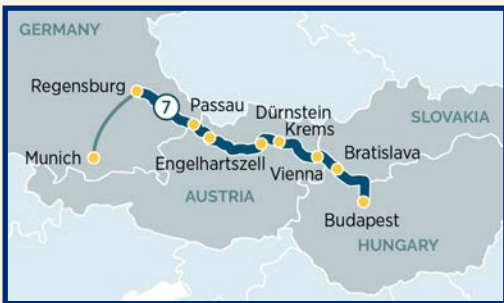 GERMANY
Regensburg
7
Passau
Dürnstein
Krems
SLOVAKIA
Munich
Engelhartszell
Vienna
Bratislava
AUSTRIA
Budapest
HUNGARY